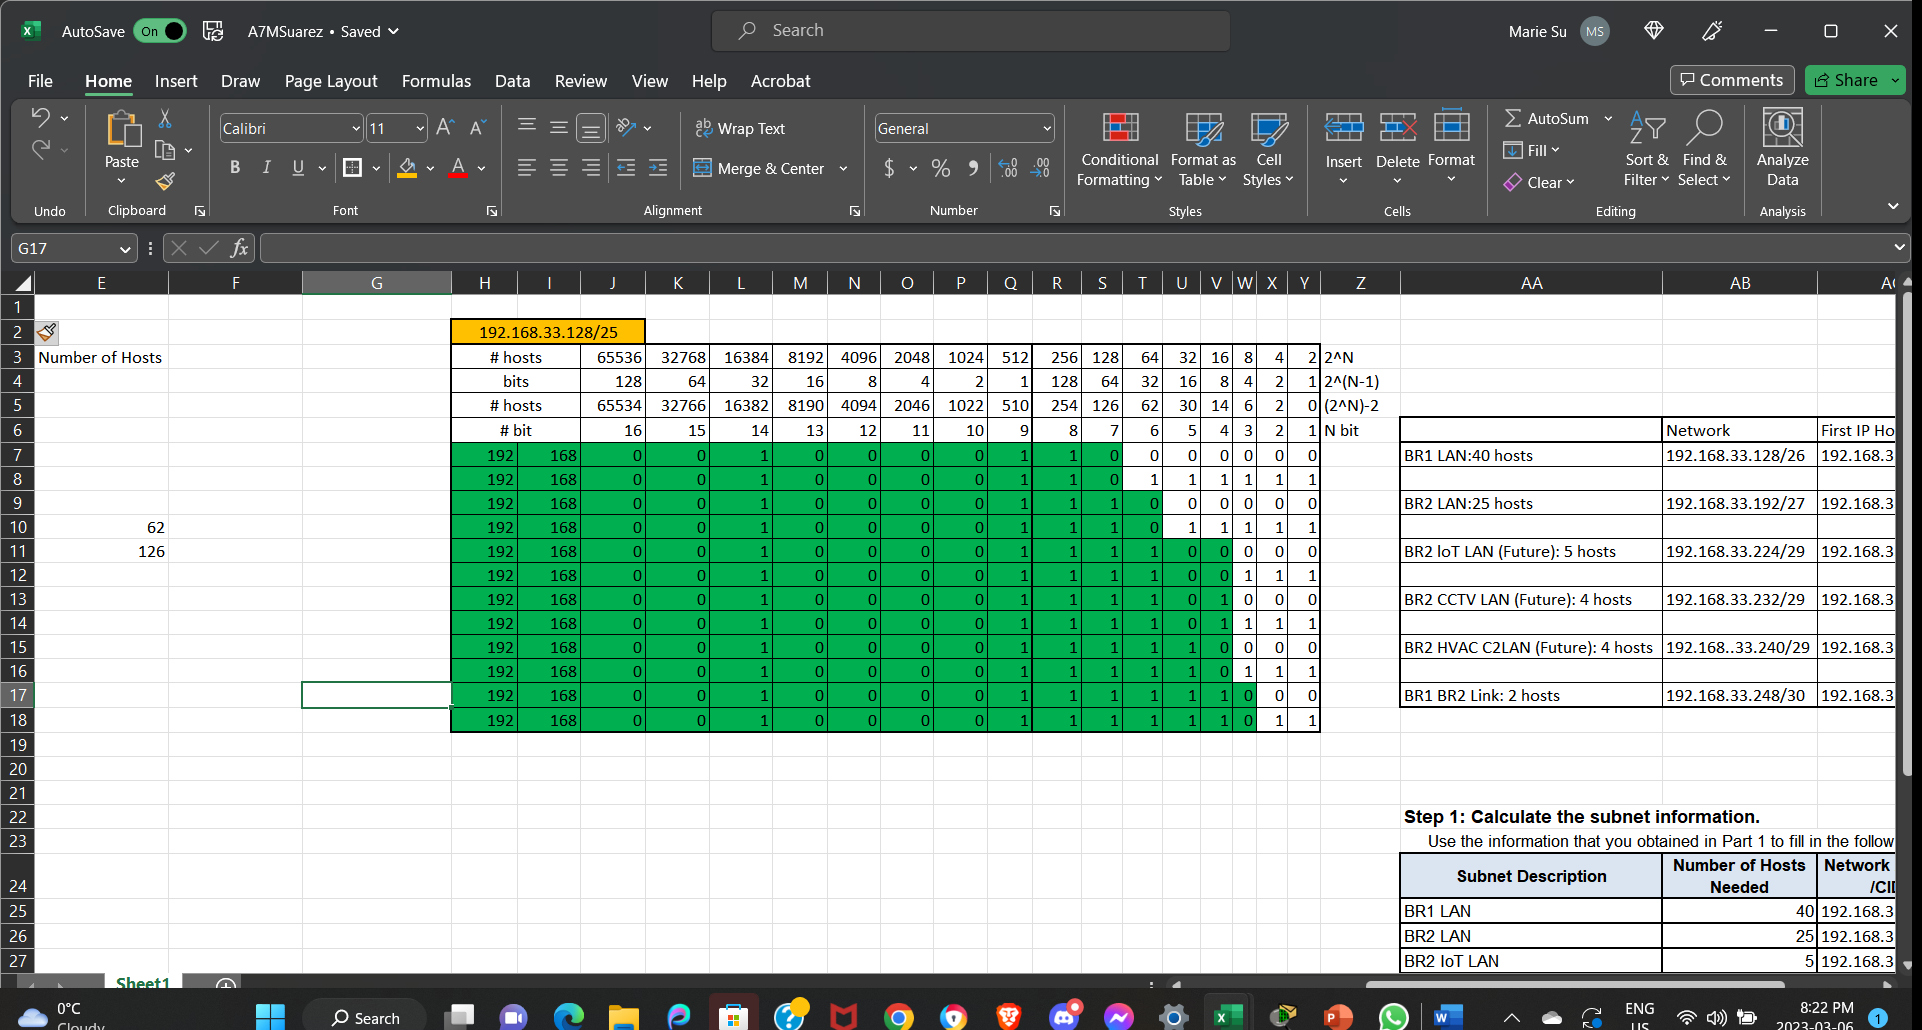 AutoSave On A7MSuarez • Saved Search Marie Su MS
File Home Insert Draw Page Layout Formulas Data Review View Help Acrobat Comments Share
Paste Calibri 11 Wrap Text General Conditional Formatting Format as Table Cell Styles Insert Delete Format AutoSum Sort & Filter Find & Select Analyze Data
B I U A Merge & Center $ % Fill
Clear
Undo Clipboard Font Alignment Number Styles Cells Editing Analysis
G17 fx
E F G H I J K L M N O P Q R S T U V W X Y Z AA AB
1
2 192.168.33.128/25
3 Number of Hosts # hosts 65536 32768 16384 8192 4096 2048 1024 512 256 128 64 32 16 8 4 2 2^N
4 bits 128 64 32 16 8 4 2 1 128 64 32 16 8 4 2 1 2^(N-1)
5 # hosts 65534 32766 16382 8190 4094 2046 1022 510 254 126 62 30 14 6 2 0 (2^N)-2
6 # bit 16 15 14 13 12 11 10 9 8 7 6 5 4 3 2 1 N bit Network First IP Ho
7 192 168 0 0 1 0 0 0 0 1 1 0 0 0 0 0 0 0 BR1 LAN:40 hosts 192.168.33.128/26 192.168.3
8 192 168 0 0 1 0 0 0 0 1 1 0 1 1 1 1 1 1
9 192 168 0 0 1 0 0 0 0 1 1 1 0 0 0 0 0 0 BR2 LAN:25 hosts 192.168.33.192/27 192.168.3
10 62 192 168 0 0 1 0 0 0 0 1 1 1 0 1 1 1 1 1
11 126 192 168 0 0 1 0 0 0 0 1 1 1 1 0 0 0 0 0 BR2 loT LAN (Future): 5 hosts 192.168.33.224/29 192.168.3
12 192 168 0 0 1 0 0 0 0 1 1 1 1 0 0 1 1 1
13 192 168 0 0 1 0 0 0 0 1 1 1 1 0 1 0 0 0 BR2 CCTV LAN (Future): 4 hosts 192.168.33.232/29 192.168.3
14 192 168 0 0 1 0 0 0 0 1 1 1 1 0 1 1 1 1
15 192 168 0 0 1 0 0 0 0 1 1 1 1 1 0 0 0 0 BR2 HVAC C2LAN (Future): 4 hosts 192.168..33.240/29 192.168.3
16 192 168 0 0 1 0 0 0 0 1 1 1 1 1 0 1 1 1
17 192 168 0 0 1 0 0 0 0 1 1 1 1 1 1 0 0 0 BR1 BR2 Link: 2 hosts 192.168.33.248/30 192.168.3
18 192 168 0 0 1 0 0 0 0 1 1 1 1 1 1 0 1 1
19
20
21
22 Step 1: Calculate the subnet information.
23 Use the information that you obtained in Part 1 to fill in the follow
24 Subnet Description Number of Hosts Needed Network /CI
25 BR1 LAN 40 192.168.3
26 BR2 LAN 25 192.168.3
27 BR2 IoT LAN 5 192.168.3
Sheet1
0°C Cloudy Search ENG US 8:22 PM 2023-03-06 1